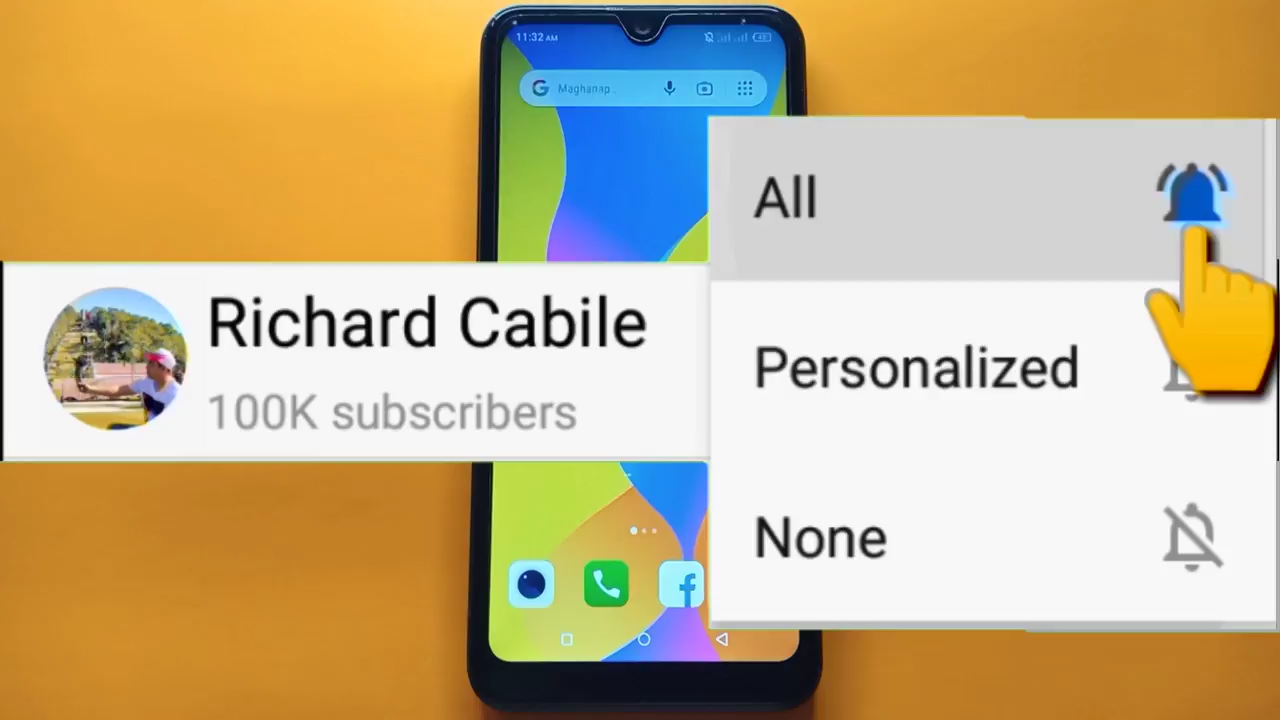 11:32 AM
Maghanap...
All
Richard Cabile
100K subscribers
Personalized
None